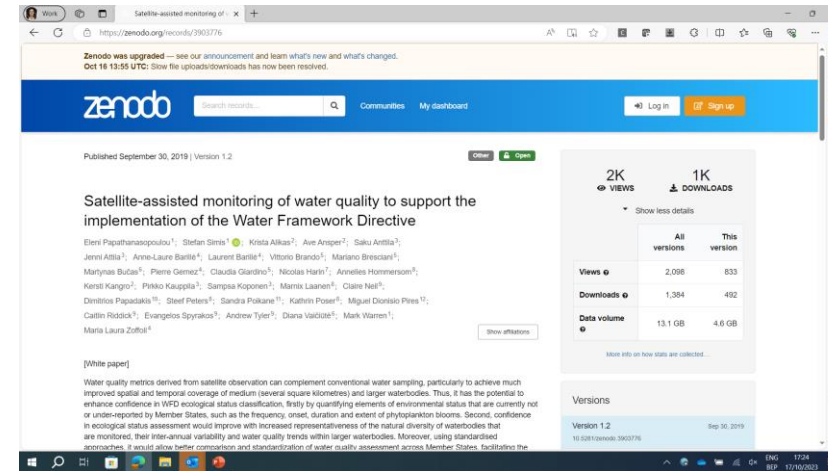 Work
Satellite-assisted monitoring of
https://zenodo.org/records/3903776
Zenodo was upgraded — see our announcement and learn what's new and what's changed.
Oct 16 13:55 UTC: Slow file uploads/downloads has now been resolved.
zenodo
Search records...
Communities My dashboard
Log in
Sign up
Published September 30, 2019 | Version 1.2
Other
Open
Satellite-assisted monitoring of water quality to support the
implementation of the Water Framework Directive
Eleni Papathanasopoulou1; Stefan Simis1; Krista Alikas2; Ave Ansper2; Saku Anttila3;
Jenni Attila3; Anne-Laure Barillé4; Laurent Barillé4; Vittorio Brando5; Mariano Bresciani5;
Martynas Bučas6; Pierre Gernez4; Claudia Giardino5; Nicolas Harin7; Annelies Hommersom8;
Kersti Kangro2; Pirkko Kauppila3; Sampsa Koponen3; Marnix Laanen8; Claire Neil9;
Dimitrios Papadakis10; Steef Peters8; Sandra Poikane11; Kathrin Poser8; Miguel Dionisio Pires12;
Caitlin Riddick9; Evangelos Spyrakos9; Andrew Tyler9; Diana Vaičiūtė6; Mark Warren1;
Maria Laura Zoffoli4
Show affiliations
[White paper]
Water quality metrics derived from satellite observation can complement conventional water sampling, particularly to achieve much
improved spatial and temporal coverage of medium (several square kilometres) and larger waterbodies. Thus, it has the potential to
enhance confidence in WFD ecological status classification, firstly by quantifying elements of environmental status that are currently not
or under-reported by Member States, such as the frequency, onset, duration and extent of phytoplankton blooms. Second, confidence
in ecological status assessment would improve with increased representativeness of the natural diversity of waterbodies that
are monitored, their inter-annual variability and water quality trends within larger waterbodies. Moreover, using standardised
approaches, it would allow better comparison and standardization of water quality assessment across Member States, facilitating the
2K
VIEWS
1K
DOWNLOADS
Show less details
All versions This version
Views 2,098 833
Downloads 1,384 492
Data volume 13.1 GB 4.6 GB
More info on how stats are collected....
Versions
Version 1.2 Sep 30, 2019
10.5281/zenodo.3903776
ENG 17:24
BEP 17/10/2023